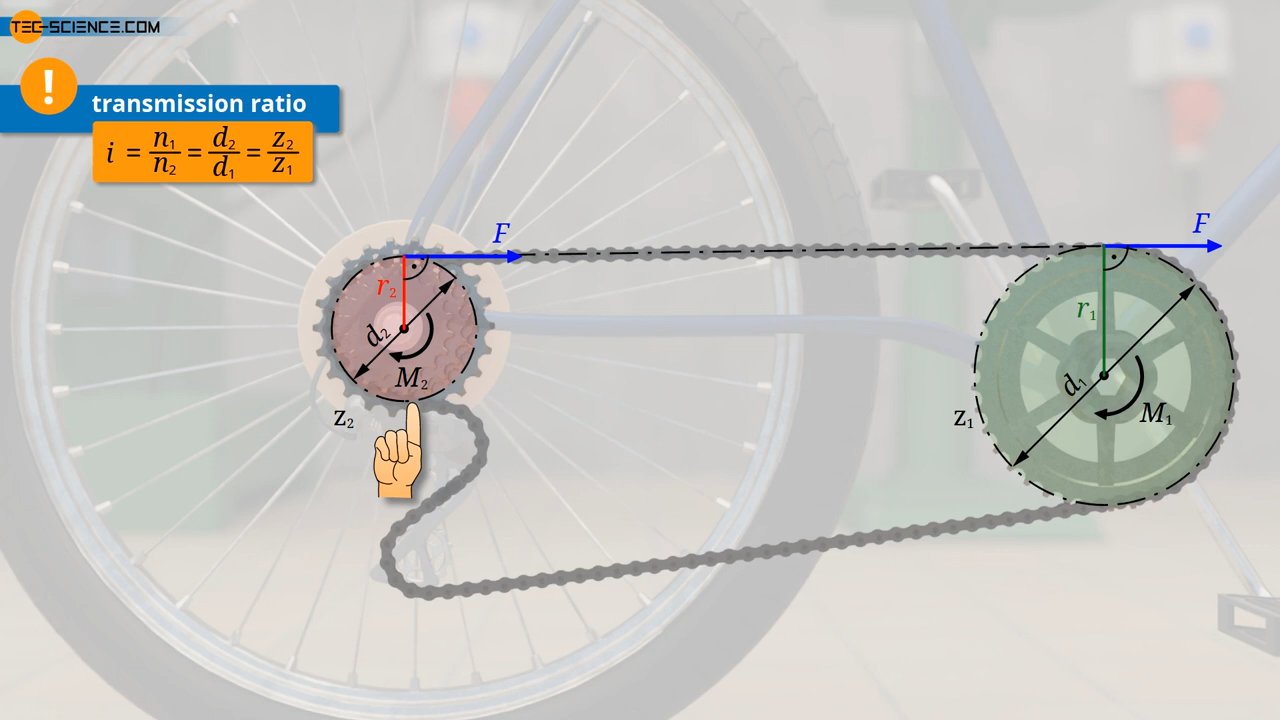 TEC-SCIENCE.COM
!
transmission ratio
i = n₁/n₂ = d₂/d₁ = z₂/z₁
F
F
r₂
r₁
d₂
d₁
M₂
M₁
z₂
z₁